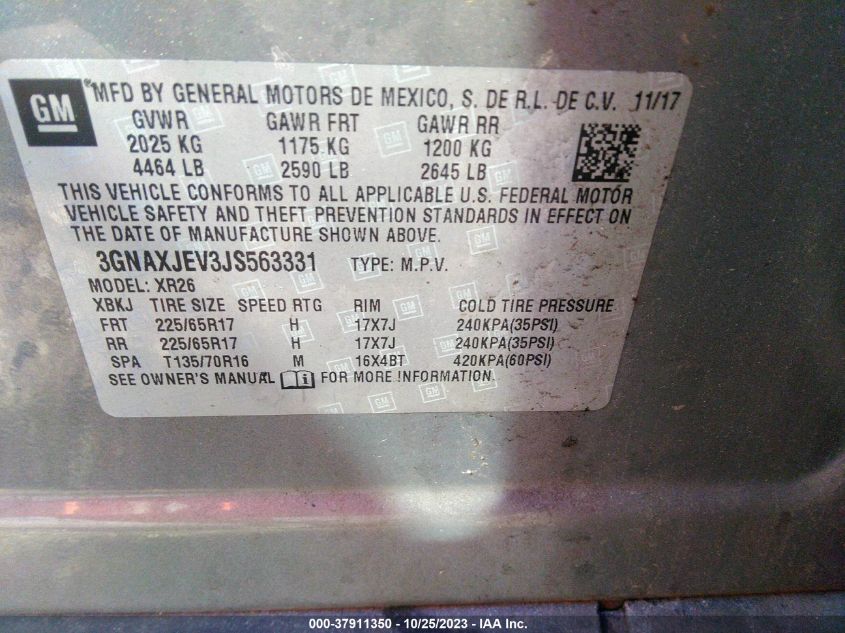 GM ® MFD BY GENERAL MOTORS DE MEXICO, S. DE R.L. DE C.V. 11/17
GVWR GAWR FRT GAWR RR
2025 KG 1175 KG 1200 KG
4464 LB 2590 LB 2645 LB
THIS VEHICLE CONFORMS TO ALL APPLICABLE U.S. FEDERAL MOTOR
VEHICLE SAFETY AND THEFT PREVENTION STANDARDS IN EFFECT ON
THE DATE OF MANUFACTURE SHOWN ABOVE.
3GNAXJEV3JS563331 TYPE: M.P.V.
MODEL: XR26
XBKJ TIRE SIZE SPEED RTG RIM COLD TIRE PRESSURE
FRT 225/65R17 H 17X7J 240KPA(35PSI)
RR 225/65R17 H 17X7J 240KPA(35PSI)
SPA T135/70R16 M 16X4BT 420KPA(60PSI)
SEE OWNER'S MANUAL FOR MORE INFORMATION.
000-37911350 - 10/25/2023 - IAA Inc.